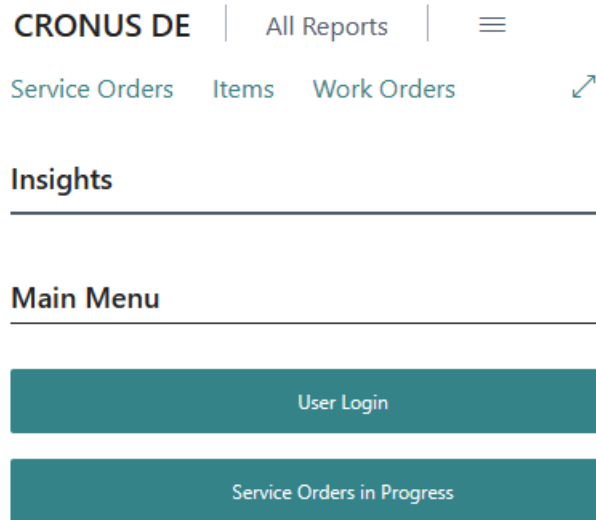 CRONUS DE All Reports
Service Orders Items Work Orders
Insights
Main Menu
User Login
Service Orders in Progress